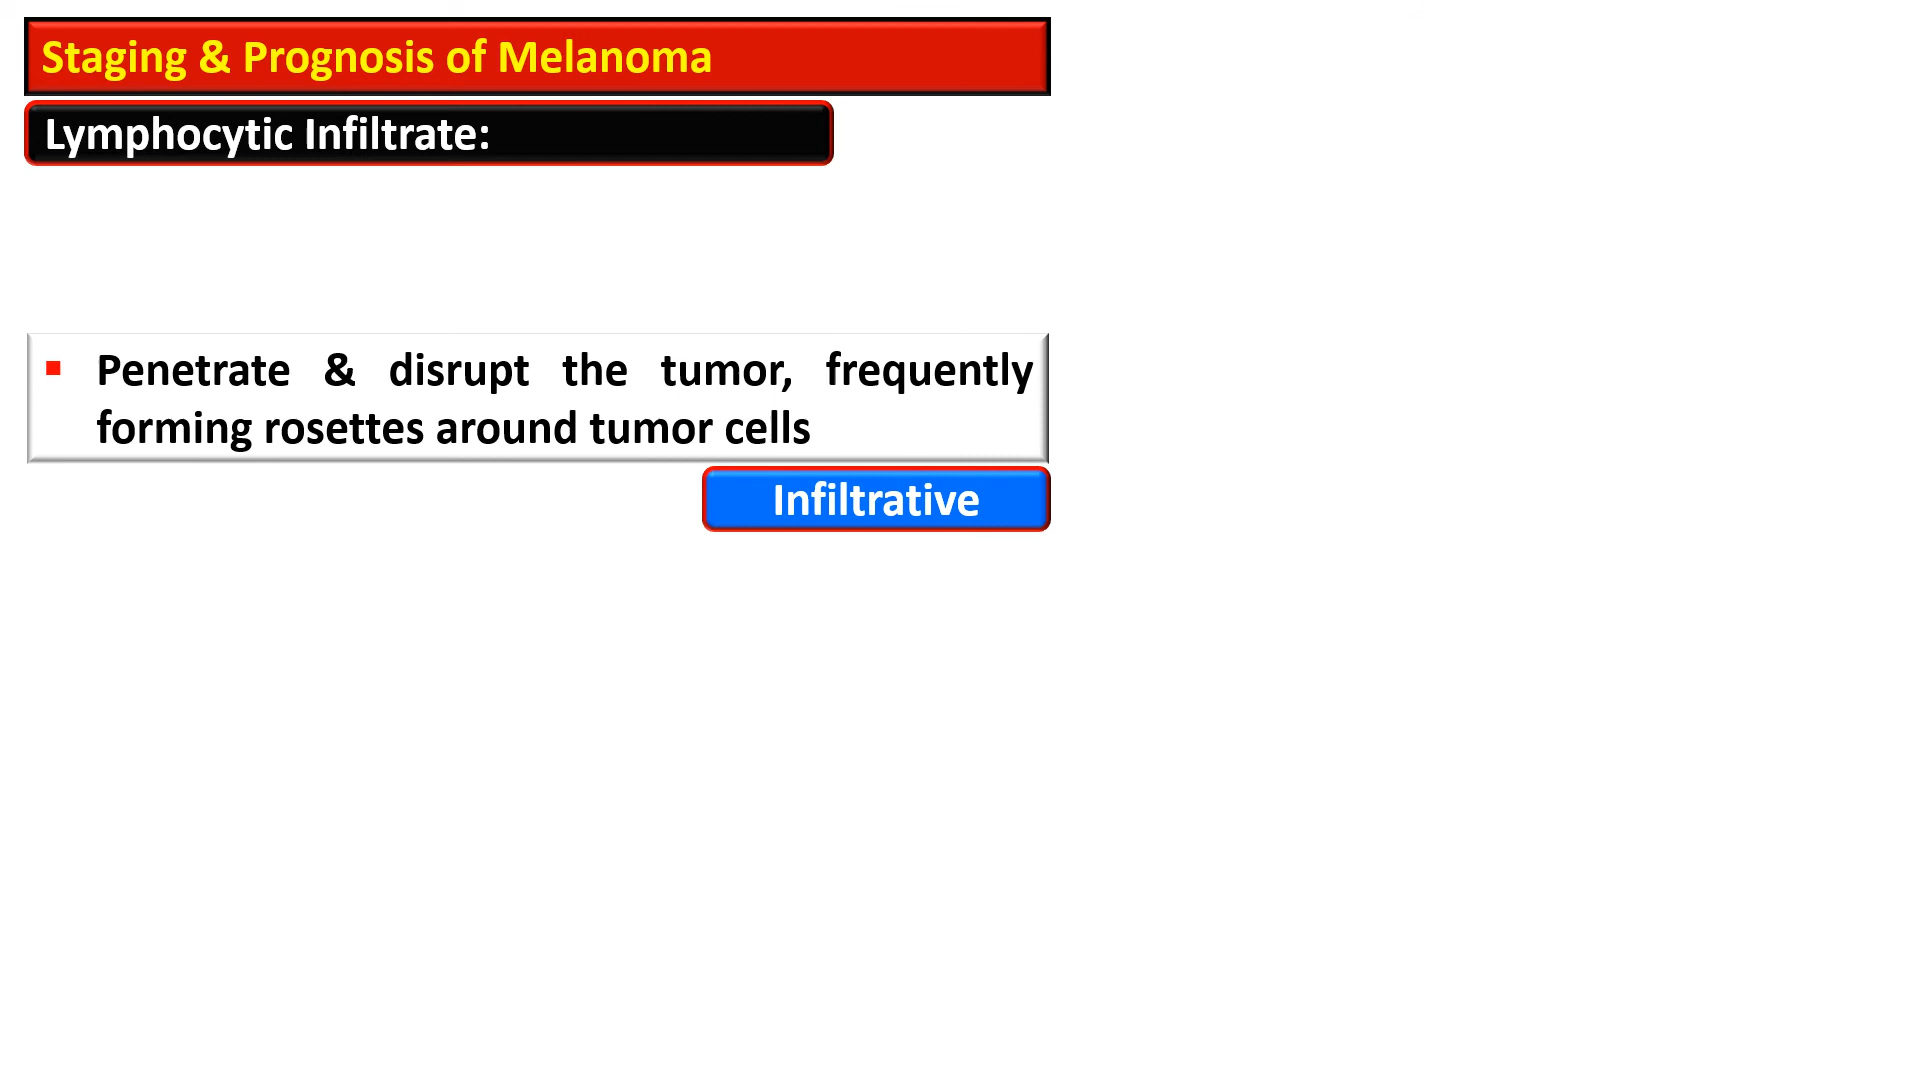 Staging & Prognosis of Melanoma
Lymphocytic Infiltrate:
▪ Penetrate & disrupt the tumor, frequently
forming rosettes around tumor cells
Infiltrative